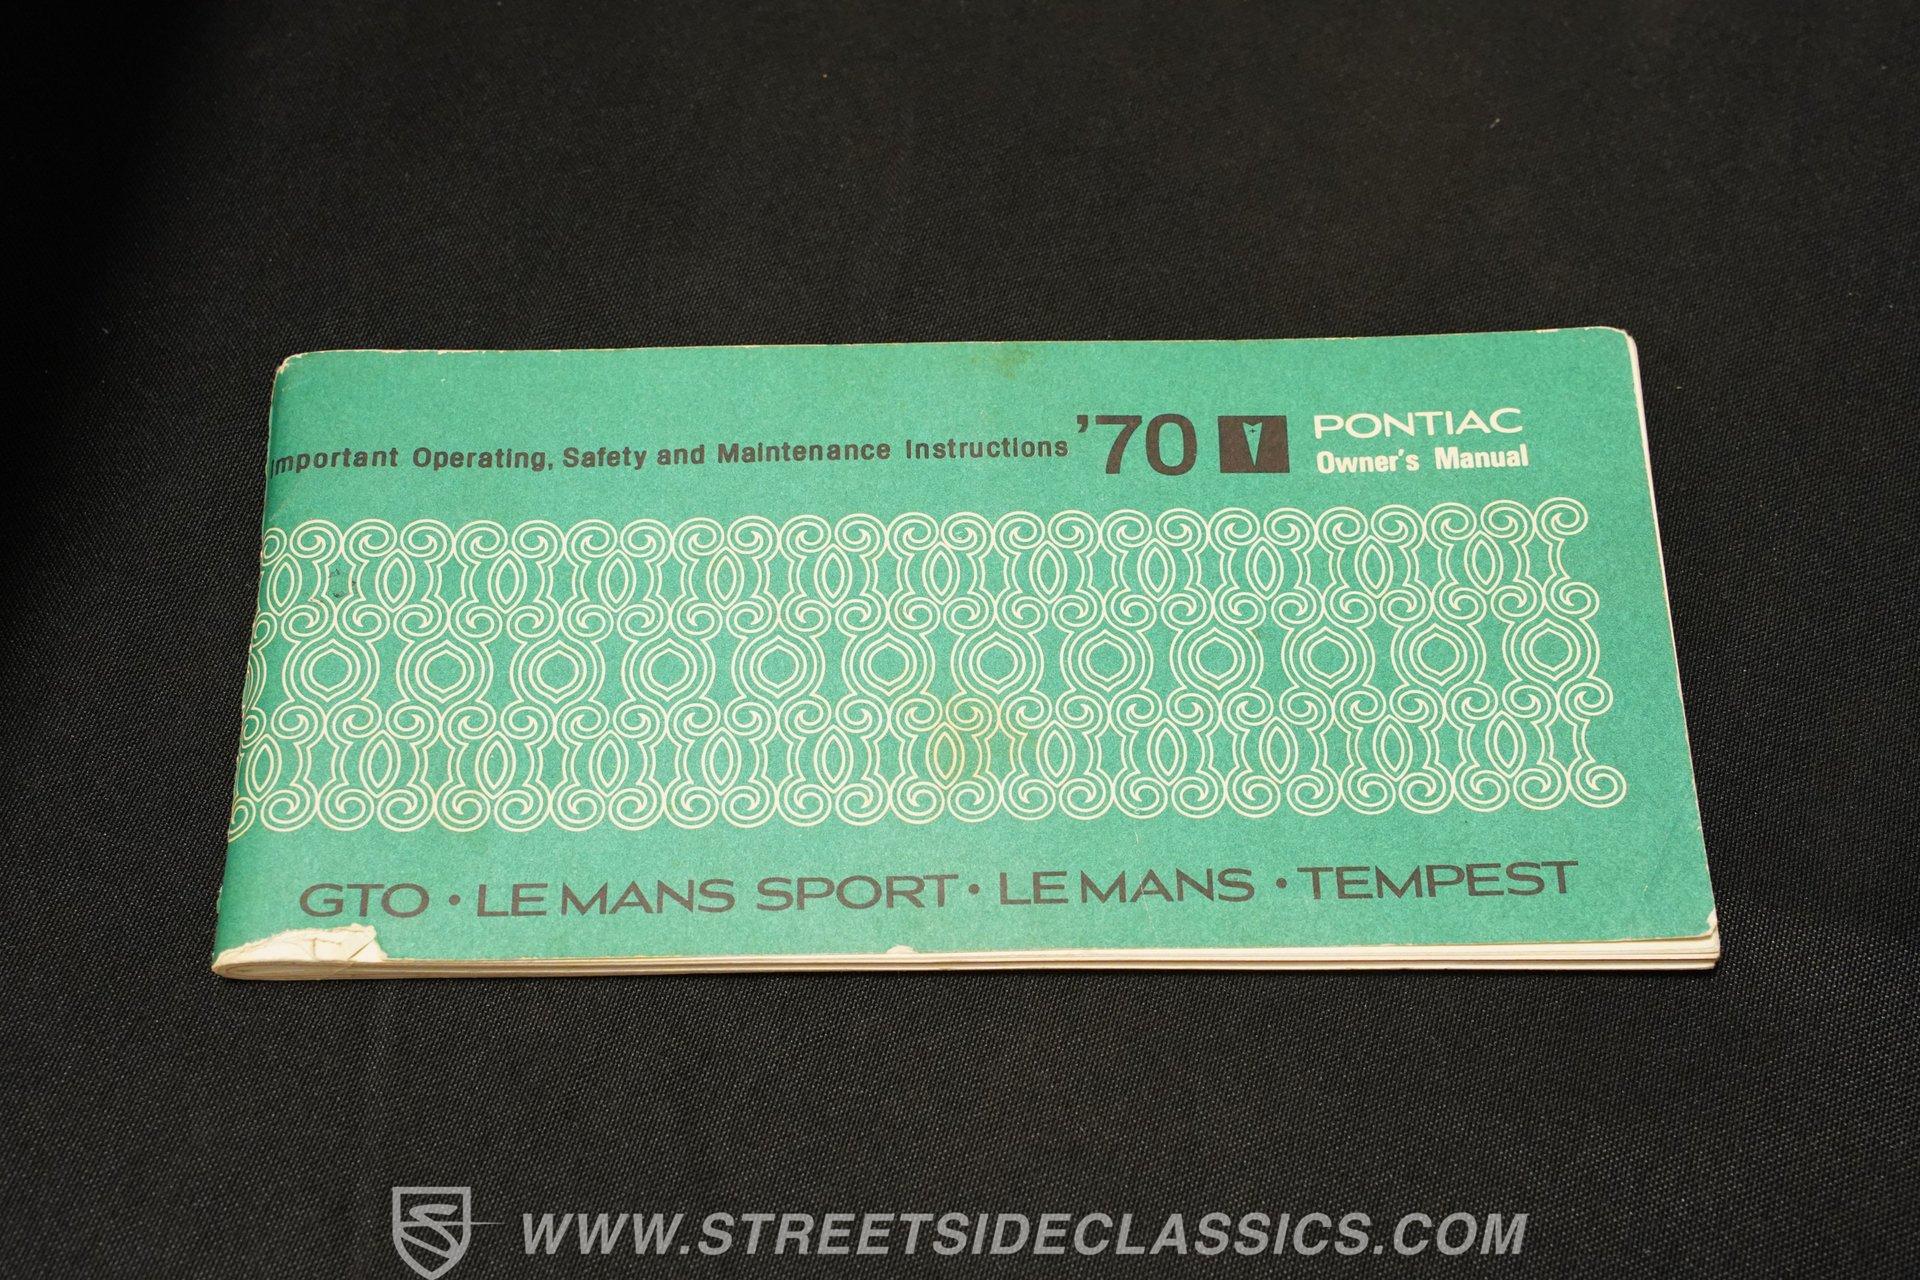 Important Operating, Safety and Maintenance Instructions '70 PONTIAC
Owner's Manual
GTO • LE MANS SPORT • LE MANS • TEMPEST
WWW.STREETSIDECLASSICS.COM